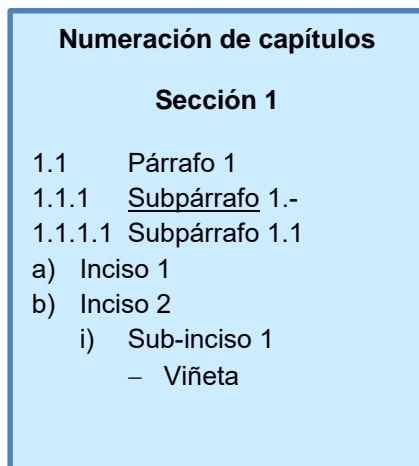 Numeración de capítulos
Sección 1
1.1 Párrafo 1
1.1.1 Subpárrafo 1.-
1.1.1.1 Subpárrafo 1.1
a) Inciso 1
b) Inciso 2
i) Sub-inciso 1
− Viñeta